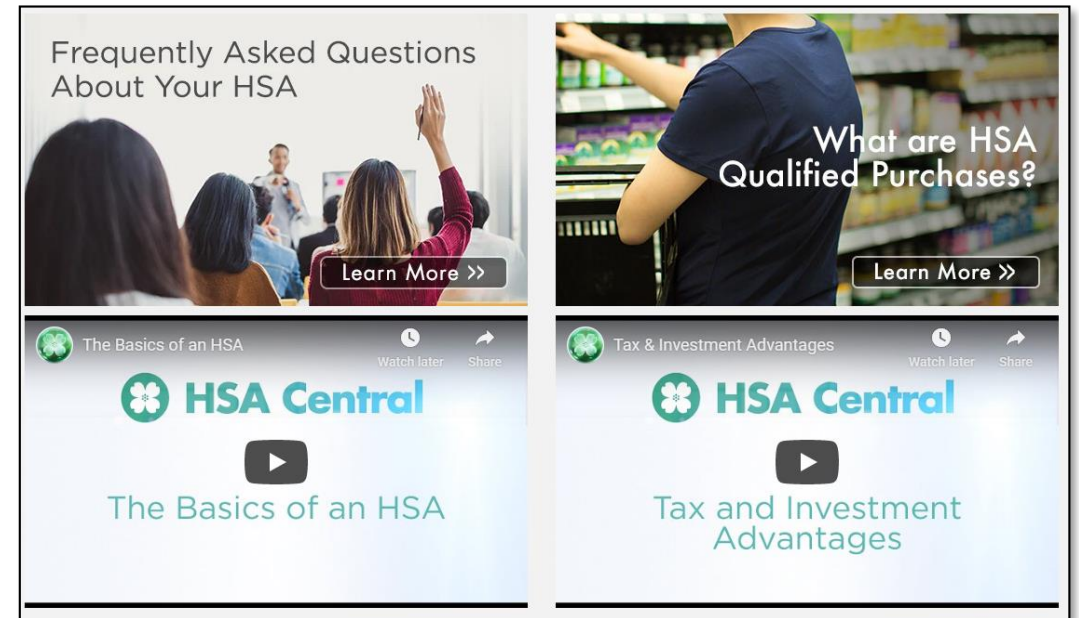 Frequently Asked Questions
About Your HSA
Learn More >>
What are HSA
Qualified Purchases?
Learn More >>
The Basics of an HSA
Watch later
Share
HSA Central
The Basics of an HSA
Tax & Investment Advantages
Watch later
Share
HSA Central
Tax and Investment
Advantages